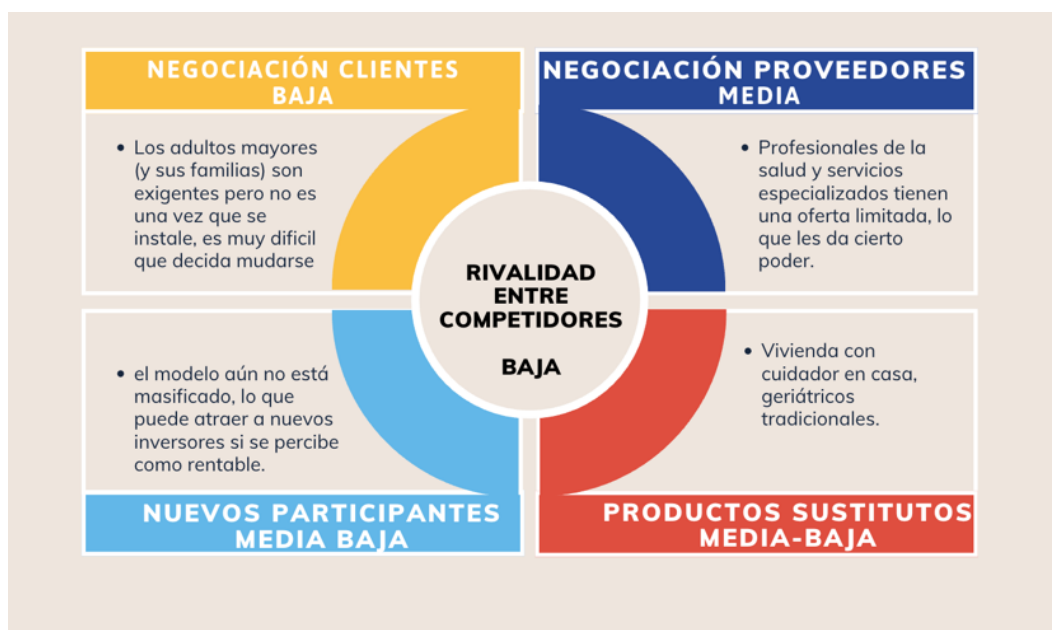 NEGOCIACIÓN CLIENTES
BAJA
• Los adultos mayores
(y sus familias) son
exigentes pero no es
una vez que se
instale, es muy dificil
que decida mudarse
NEGOCIACIÓN PROVEEDORES
MEDIA
• Profesionales de la
salud y servicios
especializados tienen
una oferta limitada, lo
que les da cierto
poder.
RIVALIDAD
ENTRE
COMPETIDORES
BAJA
• el modelo aún no está
masificado, lo que
puede atraer a nuevos
inversores si se percibe
como rentable.
NUEVOS PARTICIPANTES
MEDIA BAJA
• Vivienda con
cuidador en casa,
geriátricos
tradicionales.
PRODUCTOS SUSTITUTOS
MEDIA-BAJA